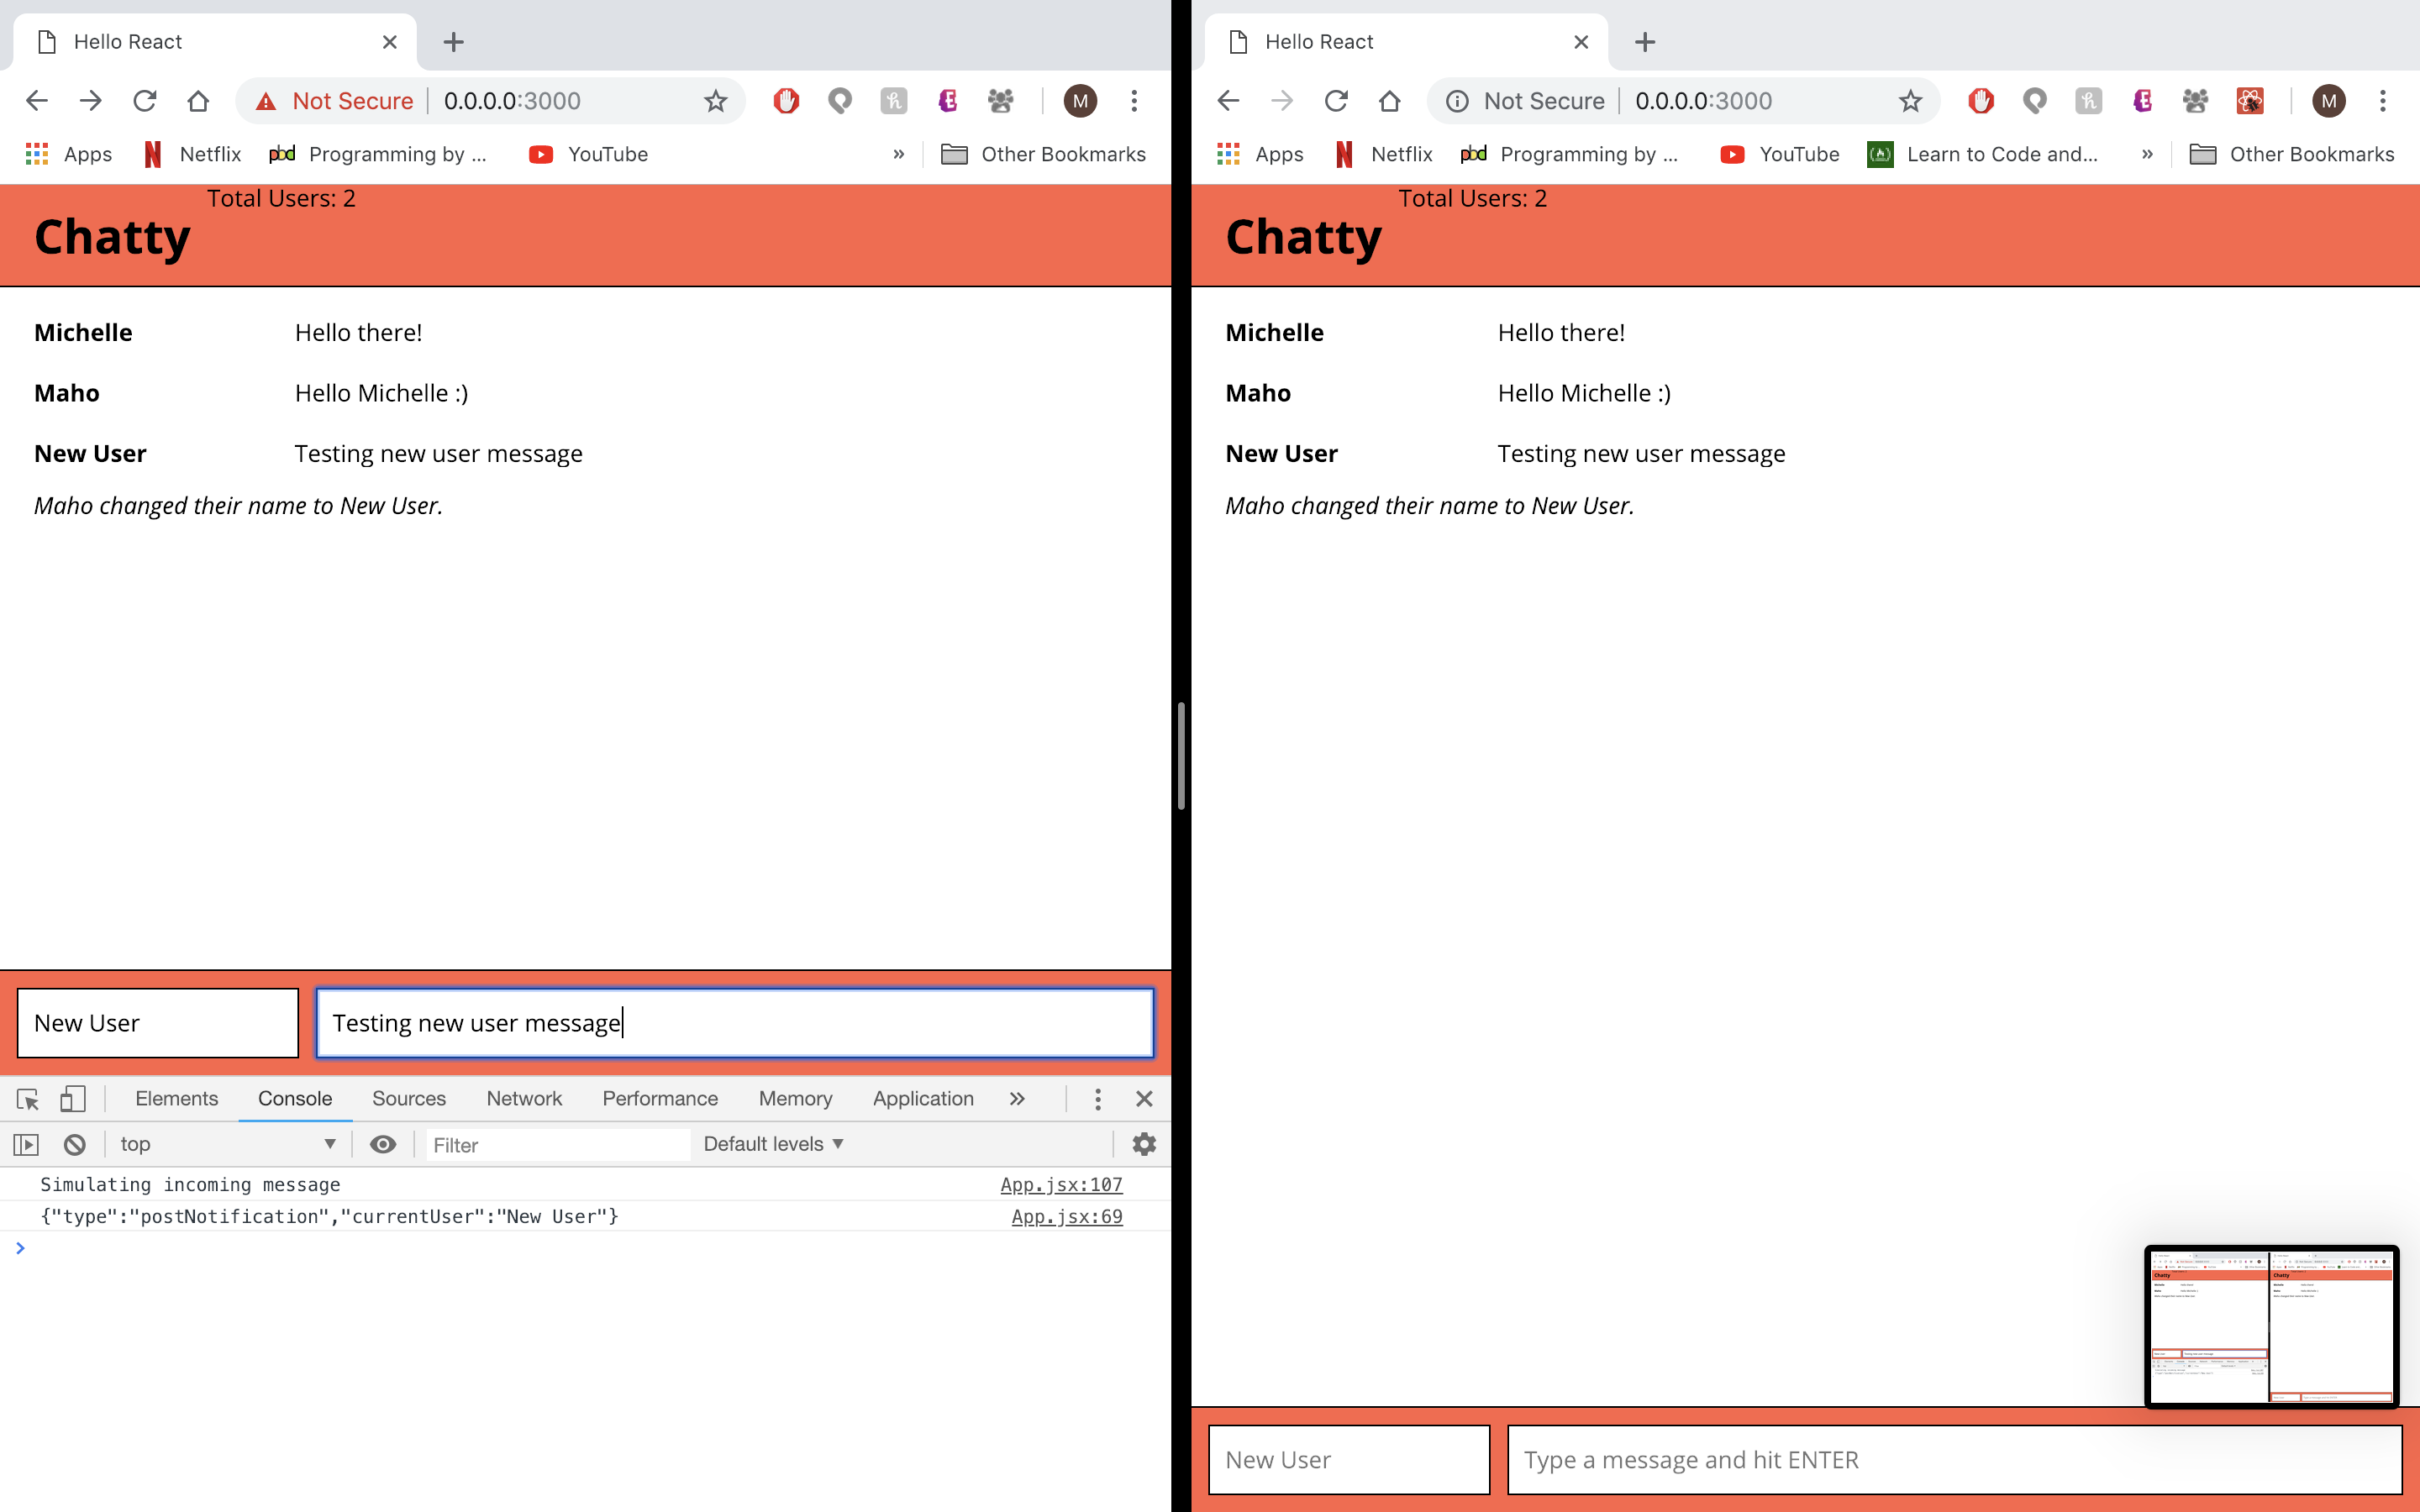 Hello React
Not Secure 0.0.0.0:3000 M
Apps Netflix pbd Programming by ... YouTube » Other Bookmarks
Total Users: 2
Chatty
Michelle Hello there!
Maho Hello Michelle :)
New User Testing new user message
Maho changed their name to New User.
New User Testing new user message
Elements Console Sources Network Performance Memory Application »
top Filter Default levels
Simulating incoming message App.jsx:107
{"type":"postNotification","currentUser":"New User"} App.jsx:69
Hello React
Not Secure 0.0.0.0:3000 M
Apps Netflix pbd Programming by ... YouTube Learn to Code and... » Other Bookmarks
Total Users: 2
Chatty
Michelle Hello there!
Maho Hello Michelle :)
New User Testing new user message
Maho changed their name to New User.
Chatty Chatty
New User Type a message and hit ENTER